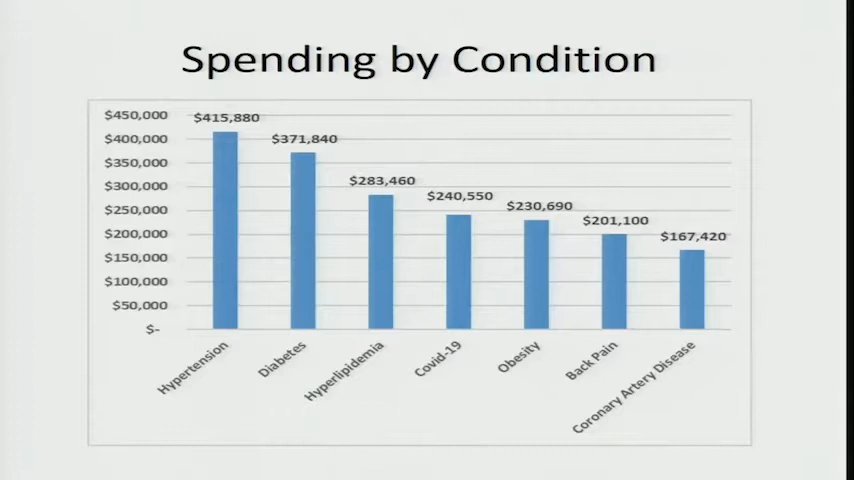 Spending by Condition
$450,000
$400,000
$350,000
$300,000
$250,000
$200,000
$150,000
$100,000
$50,000
$-
$415,880
$371,840
$283,460
$240,550
$230,690
$201,100
$167,420
Hypertension
Diabetes
Hyperlipidemia
Covid-19
Obesity
Back Pain
Coronary Artery Disease